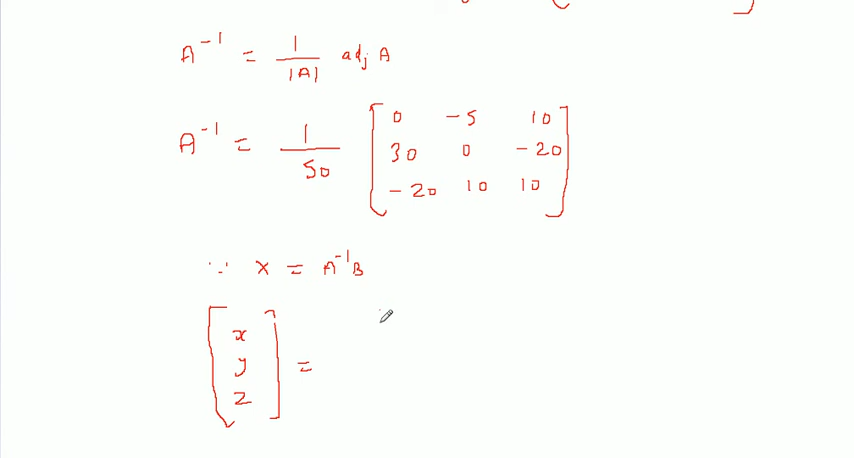 A⁻¹ = 1/|A| adj A
A⁻¹ = 1/50 [ 0 -5 10
30 0 -20
-20 10 10 ]
∵ X = A⁻¹B
[ x
y
z ] =